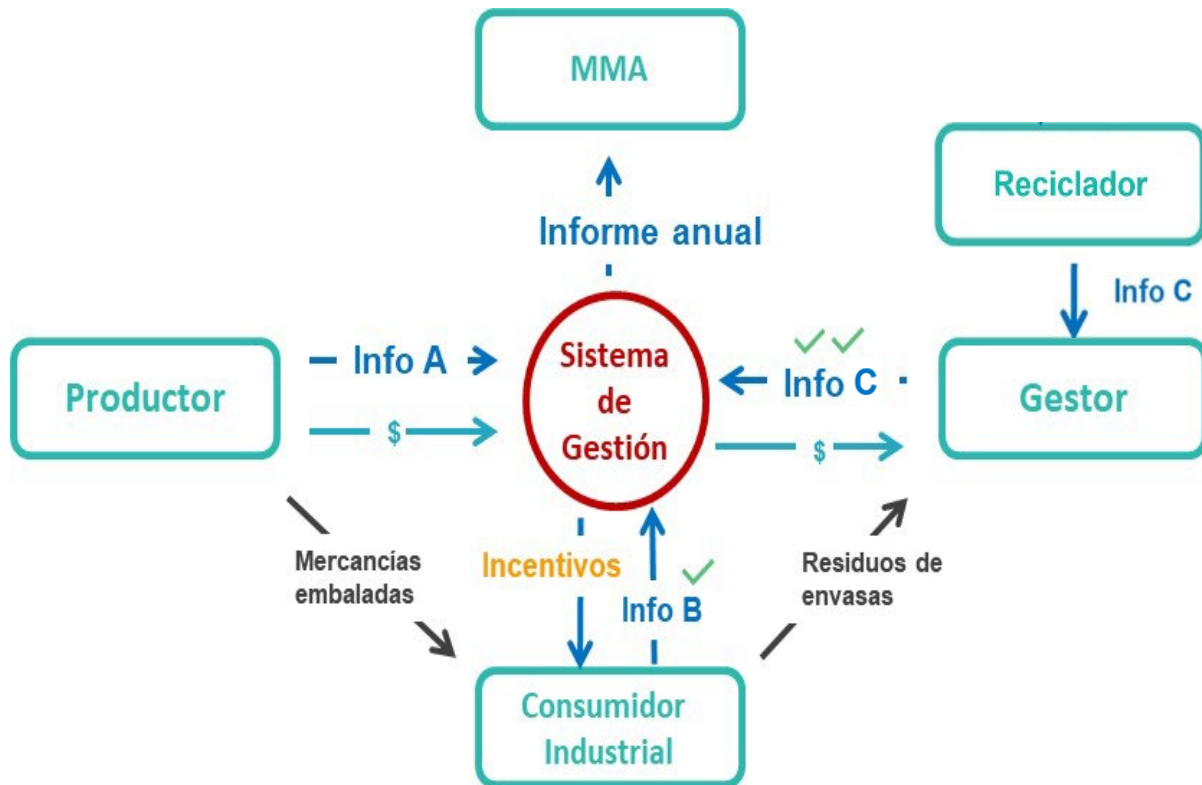 MMA
Reciclador
Informe anual
Info C
Productor
Info A
$
Sistema
de
Gestión
Info C
$
Gestor
Mercancías
embaladas
Incentivos
Info B
Residuos de
envasas
Consumidor
Industrial